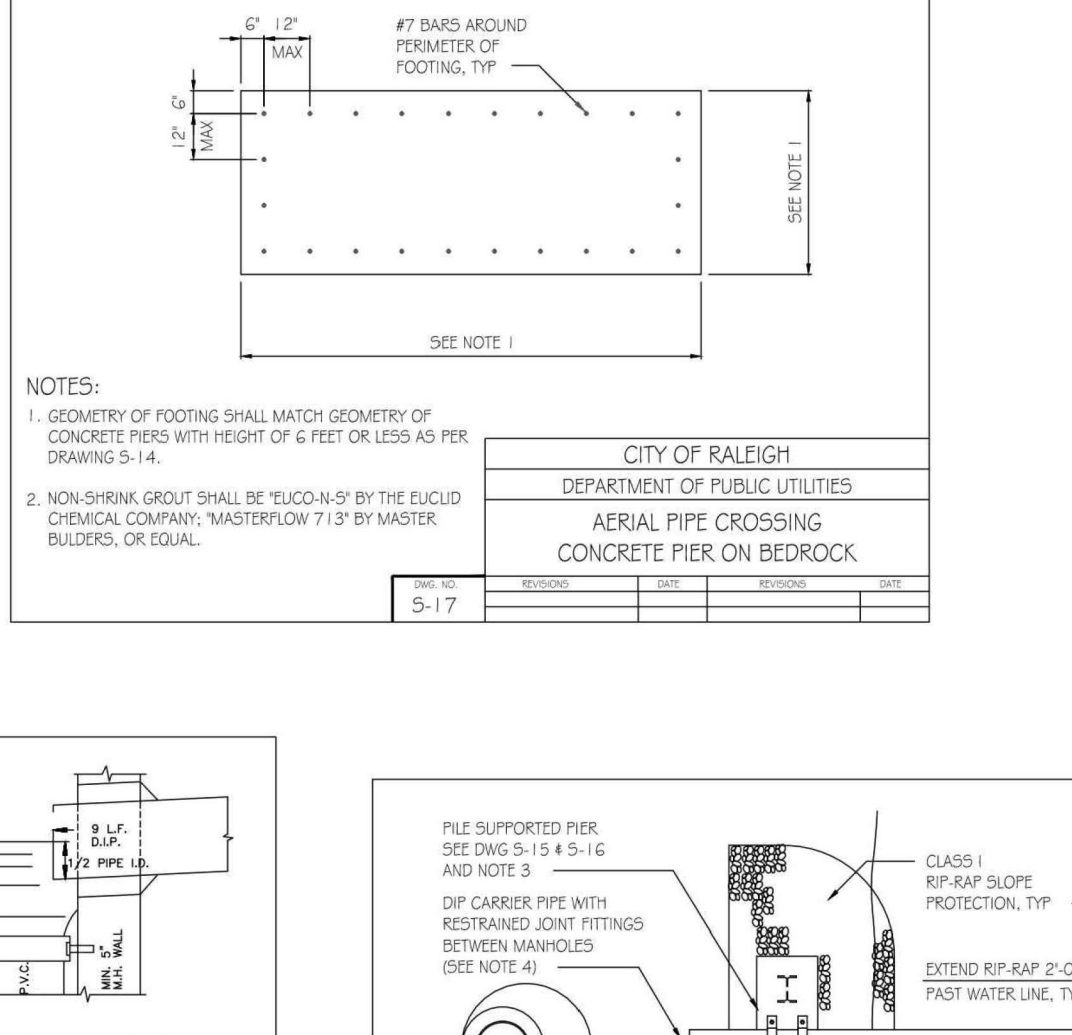 6" 12"
MAX
#7 BARS AROUND
PERIMETER OF
FOOTING, TYP
6"
12"
MAX
SEE NOTE 1
SEE NOTE 1
NOTES:
1. GEOMETRY OF FOOTING SHALL MATCH GEOMETRY OF
CONCRETE PIERS WITH HEIGHT OF 6 FEET OR LESS AS PER
DRAWING S-14.
2. NON-SHRINK GROUT SHALL BE "EUCO-N-S" BY THE EUCLID
CHEMICAL COMPANY; "MASTERFLOW 713" BY MASTER
BULDERS, OR EQUAL.
CITY OF RALEIGH
DEPARTMENT OF PUBLIC UTILITIES
AERIAL PIPE CROSSING
CONCRETE PIER ON BEDROCK
DWG. NO.
S-17
REVISIONS DATE REVISIONS DATE
9 L.F.
D.I.P.
1/2 PIPE I.D.
P.V.C.
MIN. 5"
M.H. WALL
PILE SUPPORTED PIER
SEE DWG S-15 & S-16
AND NOTE 3
DIP CARRIER PIPE WITH
RESTRAINED JOINT FITTINGS
BETWEEN MANHOLES
(SEE NOTE 4)
CLASS 1
RIP-RAP SLOPE
PROTECTION, TYP
EXTEND RIP-RAP 2'-0
PAST WATER LINE, TY